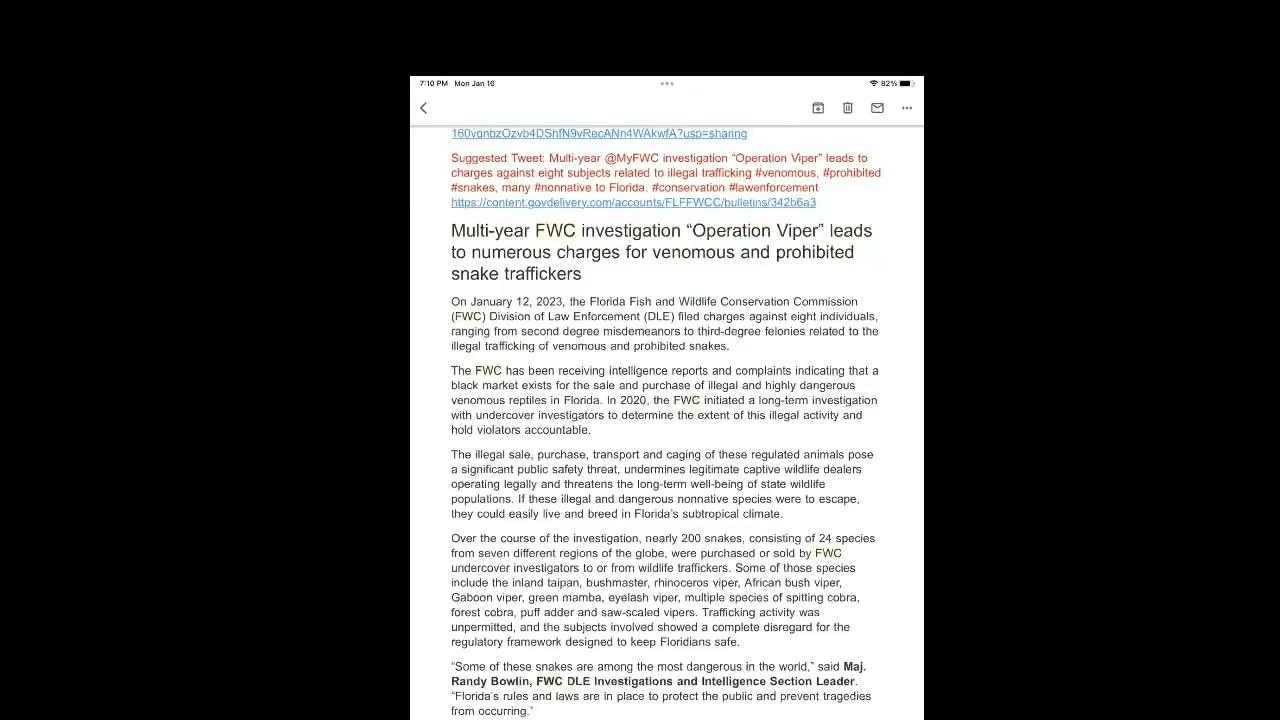 7:10 PM Mon Jan 16
82%
160vqnbzOzvb4DShfN9vRecANn4WAkwfA?usp=sharing
Suggested Tweet: Multi-year @MyFWC investigation “Operation Viper” leads to
charges against eight subjects related to illegal trafficking #venomous, #prohibited
#snakes, many #nonnative to Florida. #conservation #lawenforcement
https://content.govdelivery.com/accounts/FLFFWCC/bulletins/342b6a3
Multi-year FWC investigation “Operation Viper” leads
to numerous charges for venomous and prohibited
snake traffickers
On January 12, 2023, the Florida Fish and Wildlife Conservation Commission
(FWC) Division of Law Enforcement (DLE) filed charges against eight individuals,
ranging from second degree misdemeanors to third-degree felonies related to the
illegal trafficking of venomous and prohibited snakes.
The FWC has been receiving intelligence reports and complaints indicating that a
black market exists for the sale and purchase of illegal and highly dangerous
venomous reptiles in Florida. In 2020, the FWC initiated a long-term investigation
with undercover investigators to determine the extent of this illegal activity and
hold violators accountable.
The illegal sale, purchase, transport and caging of these regulated animals pose
a significant public safety threat, undermines legitimate captive wildlife dealers
operating legally and threatens the long-term well-being of state wildlife
populations. If these illegal and dangerous nonnative species were to escape,
they could easily live and breed in Florida’s subtropical climate.
Over the course of the investigation, nearly 200 snakes, consisting of 24 species
from seven different regions of the globe, were purchased or sold by FWC
undercover investigators to or from wildlife traffickers. Some of those species
include the inland taipan, bushmaster, rhinoceros viper, African bush viper,
Gaboon viper, green mamba, eyelash viper, multiple species of spitting cobra,
forest cobra, puff adder and saw-scaled vipers. Trafficking activity was
unpermitted, and the subjects involved showed a complete disregard for the
regulatory framework designed to keep Floridians safe.
“Some of these snakes are among the most dangerous in the world,” said Maj.
Randy Bowlin, FWC DLE Investigations and Intelligence Section Leader.
“Florida’s rules and laws are in place to protect the public and prevent tragedies
from occurring.”